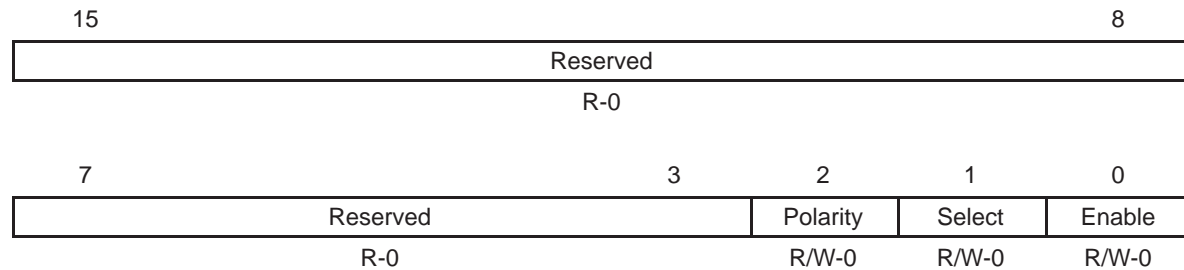 15 8
Reserved
R-0
7 3 2 1 0
Reserved Polarity Select Enable
R-0 R/W-0 R/W-0 R/W-0